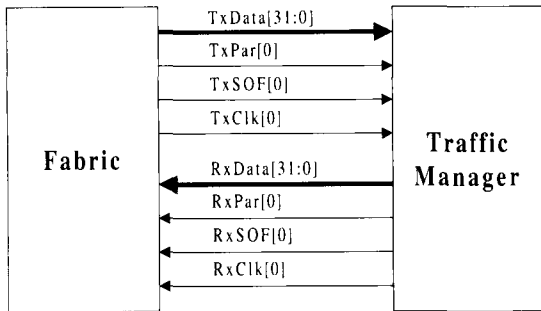 TxData[31:0]
TxPar[0]
TxSOF[0]
TxClk[0]
Fabric
RxData[31:0]
RxPar[0]
RxSOF[0]
RxClk[0]
Traffic
Manager